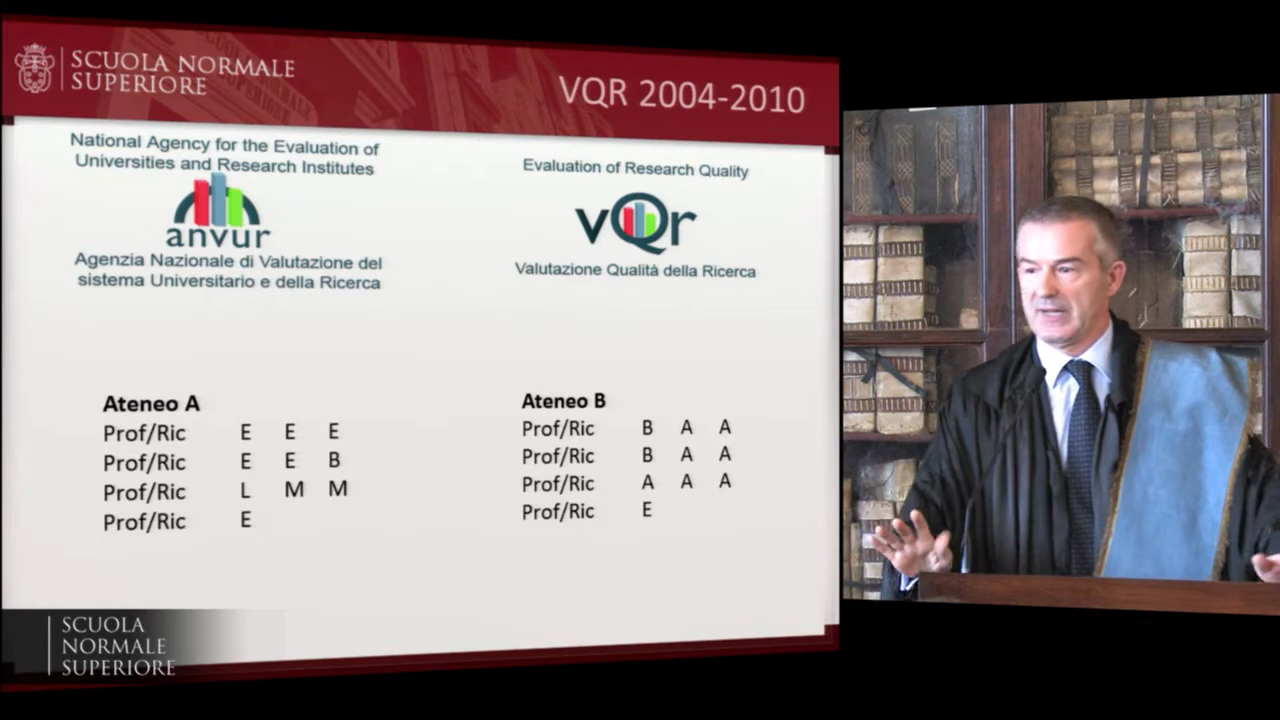 SCUOLA NORMALE
SUPERIORE
VQR 2004-2010
National Agency for the Evaluation of
Universities and Research Institutes
anvur
Agenzia Nazionale di Valutazione del
sistema Universitario e della Ricerca
Evaluation of Research Quality
vQr
Valutazione Qualità della Ricerca
Ateneo A
Prof/Ric E E E
Prof/Ric E E B
Prof/Ric L M M
Prof/Ric E
Ateneo B
Prof/Ric B A A
Prof/Ric B A A
Prof/Ric A A A
Prof/Ric E
SCUOLA
NORMALE
SUPERIORE